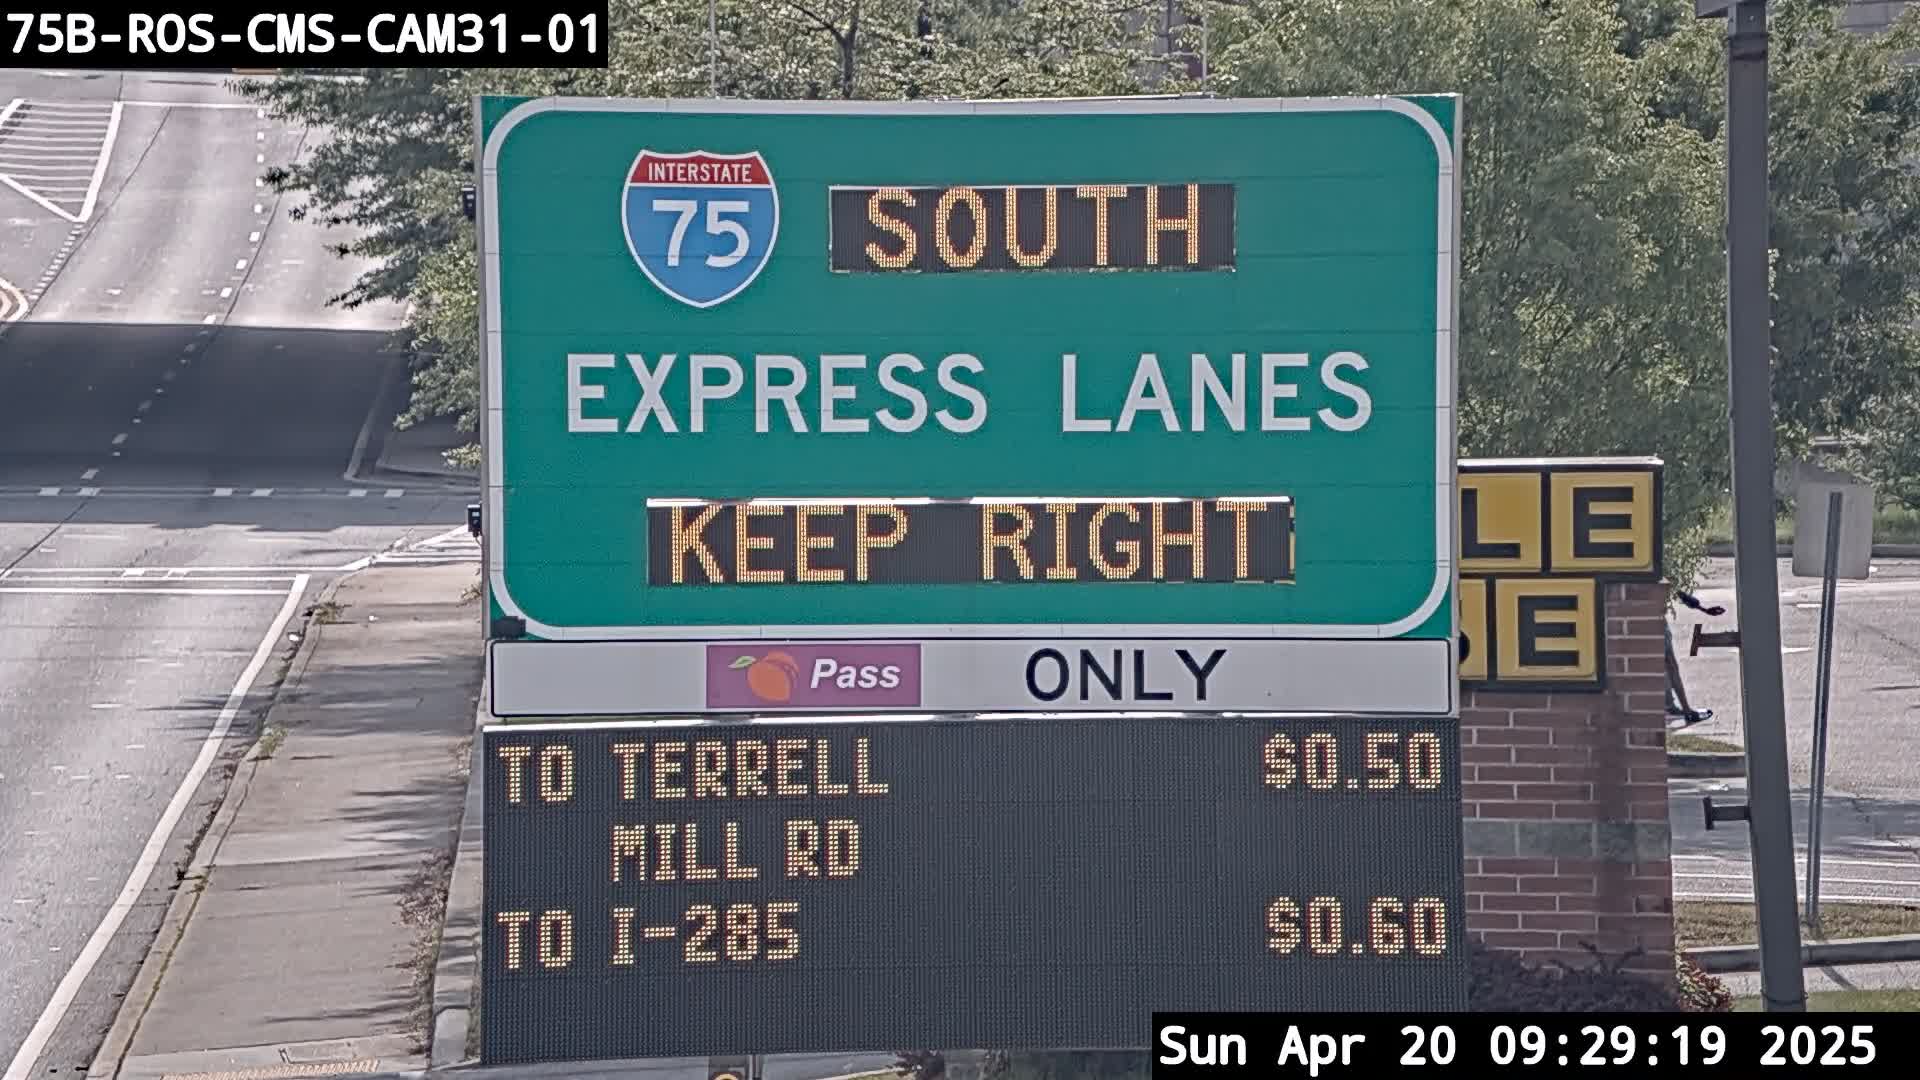 75B-ROS-CMS-CAM31-01
INTERSTATE
75
SOUTH
EXPRESS LANES
KEEP RIGHT
Pass ONLY
TO TERRELL $0.50
MILL RD
TO I-285 $0.60
LE
E
Sun Apr 20 09:29:19 2025